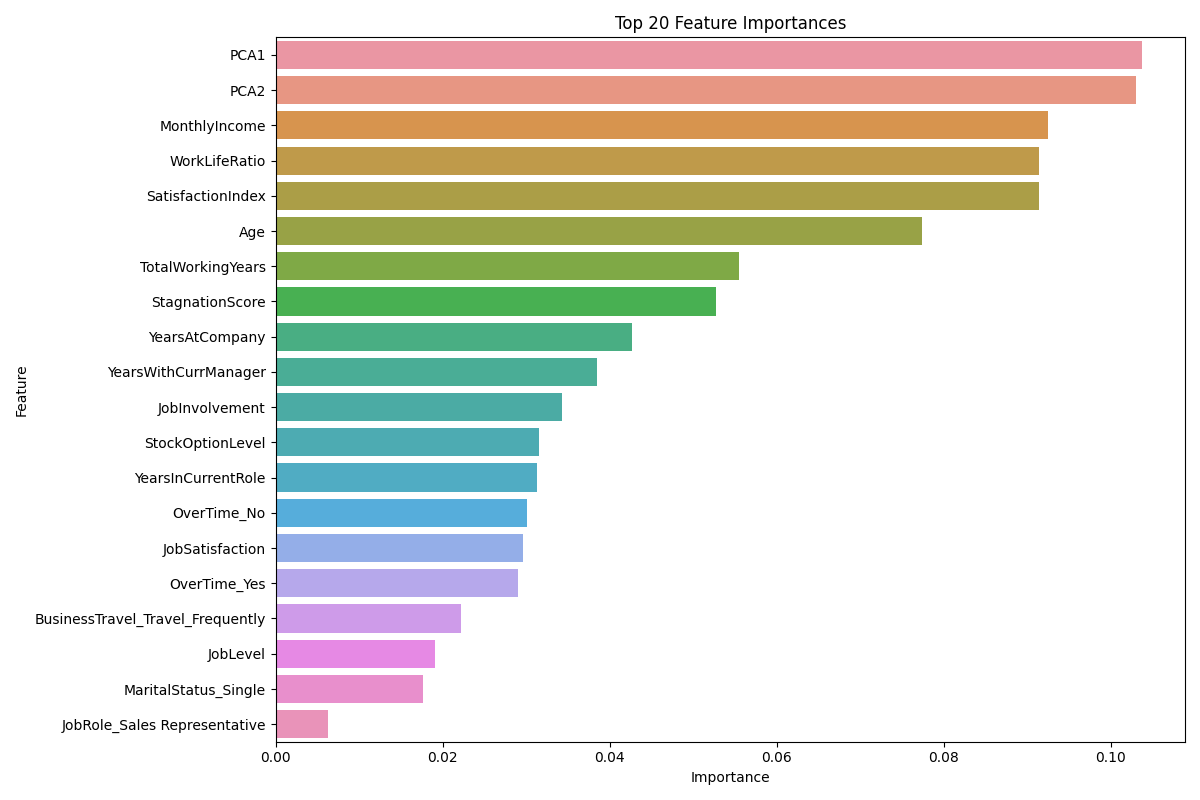 Top 20 Feature Importances
Feature
PCA1
PCA2
MonthlyIncome
WorkLifeRatio
SatisfactionIndex
Age
TotalWorkingYears
StagnationScore
YearsAtCompany
YearsWithCurrManager
JobInvolvement
StockOptionLevel
YearsInCurrentRole
OverTime_No
JobSatisfaction
OverTime_Yes
BusinessTravel_Travel_Frequently
JobLevel
MaritalStatus_Single
JobRole_Sales Representative
0.00 0.02 0.04 0.06 0.08 0.10
Importance